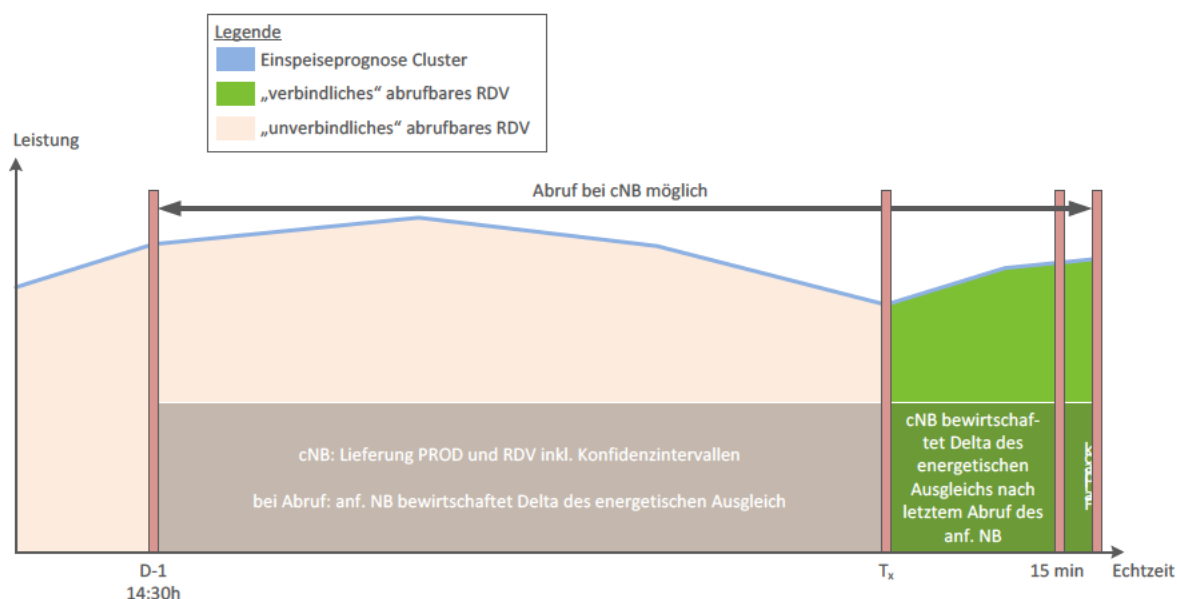 Legende
Einspeiseprognose Cluster
„verbindliches“ abrufbares RDV
„unverbindliches“ abrufbares RDV
Leistung
Abruf bei cNB möglich
cNB: Lieferung PROD und RDV inkl. Konfidenzintervallen
bei Abruf: anf. NB bewirtschaftet Delta des energetischen Ausgleich
cNB bewirtschaf-
tet Delta des
energetischen
Ausgleichs nach
letztem Abruf des
anf. NB
D-1
14:30h
Tx
15 min
Echtzeit